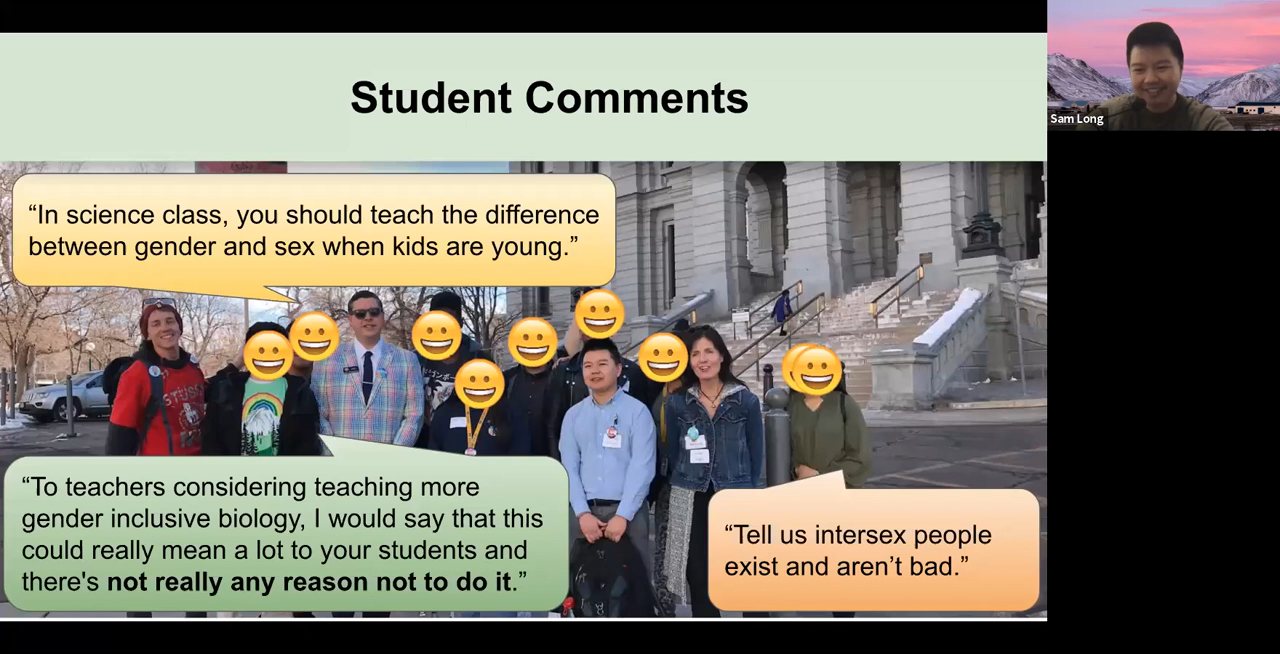 Student Comments
Sam Long
“In science class, you should teach the difference
between gender and sex when kids are young.”
“To teachers considering teaching more
gender inclusive biology, I would say that this
could really mean a lot to your students and
there's not really any reason not to do it.”
“Tell us intersex people
exist and aren’t bad.”